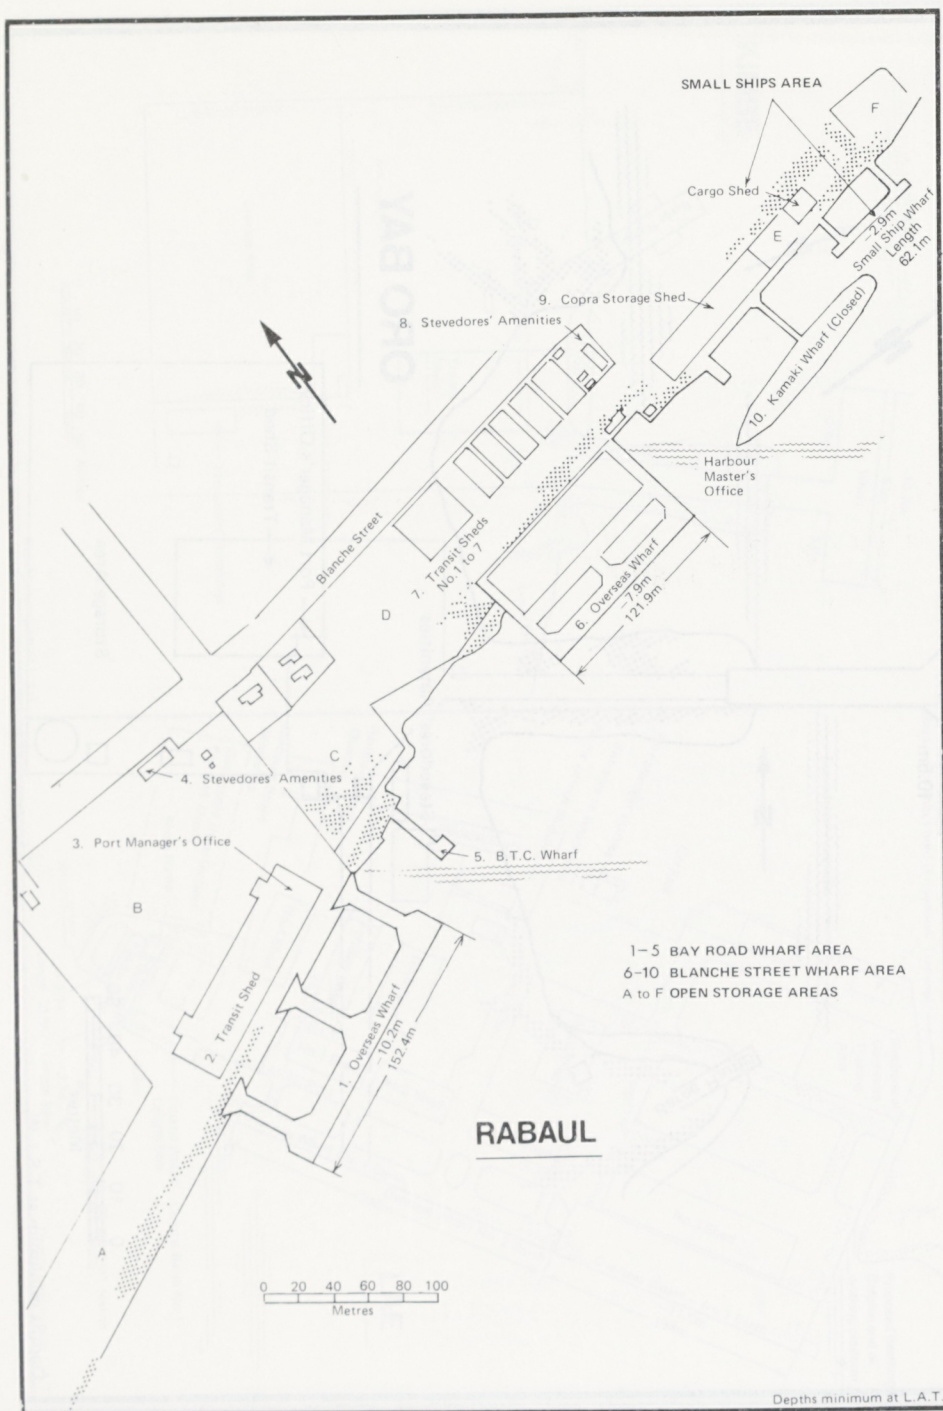 SMALL SHIPS AREA
F
Cargo Shed
E
-2.9m
Small Ship Wharf
Length
62.1m
9. Copra Storage Shed
8. Stevedores' Amenities
10. Kamaki Wharf (Closed)
N
Harbour
Master's
Office
Blanche Street
7. Transit Sheds
No.1 to 7
D
6. Overseas Wharf
-7.9m
121.9m
C
4. Stevedores' Amenities
3. Port Manager's Office
5. B.T.C. Wharf
B
2. Transit Shed
1. Overseas Wharf
-10.2m
152.4m
1-5 BAY ROAD WHARF AREA
6-10 BLANCHE STREET WHARF AREA
A to F OPEN STORAGE AREAS
RABAUL
A
0 20 40 60 80 100
Metres
Depths minimum at L.A.T.
ORO BAY